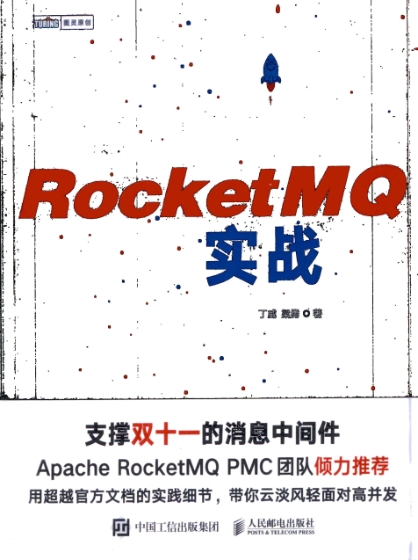 TURING 图灵原创
RocketMQ
实战
丁威 著
支撑双十一的消息中间件
Apache RocketMQ PMC团队倾力推荐
用超越官方文档的实践细节，带你云淡风轻面对高并发
中国工信出版集团 人民邮电出版社